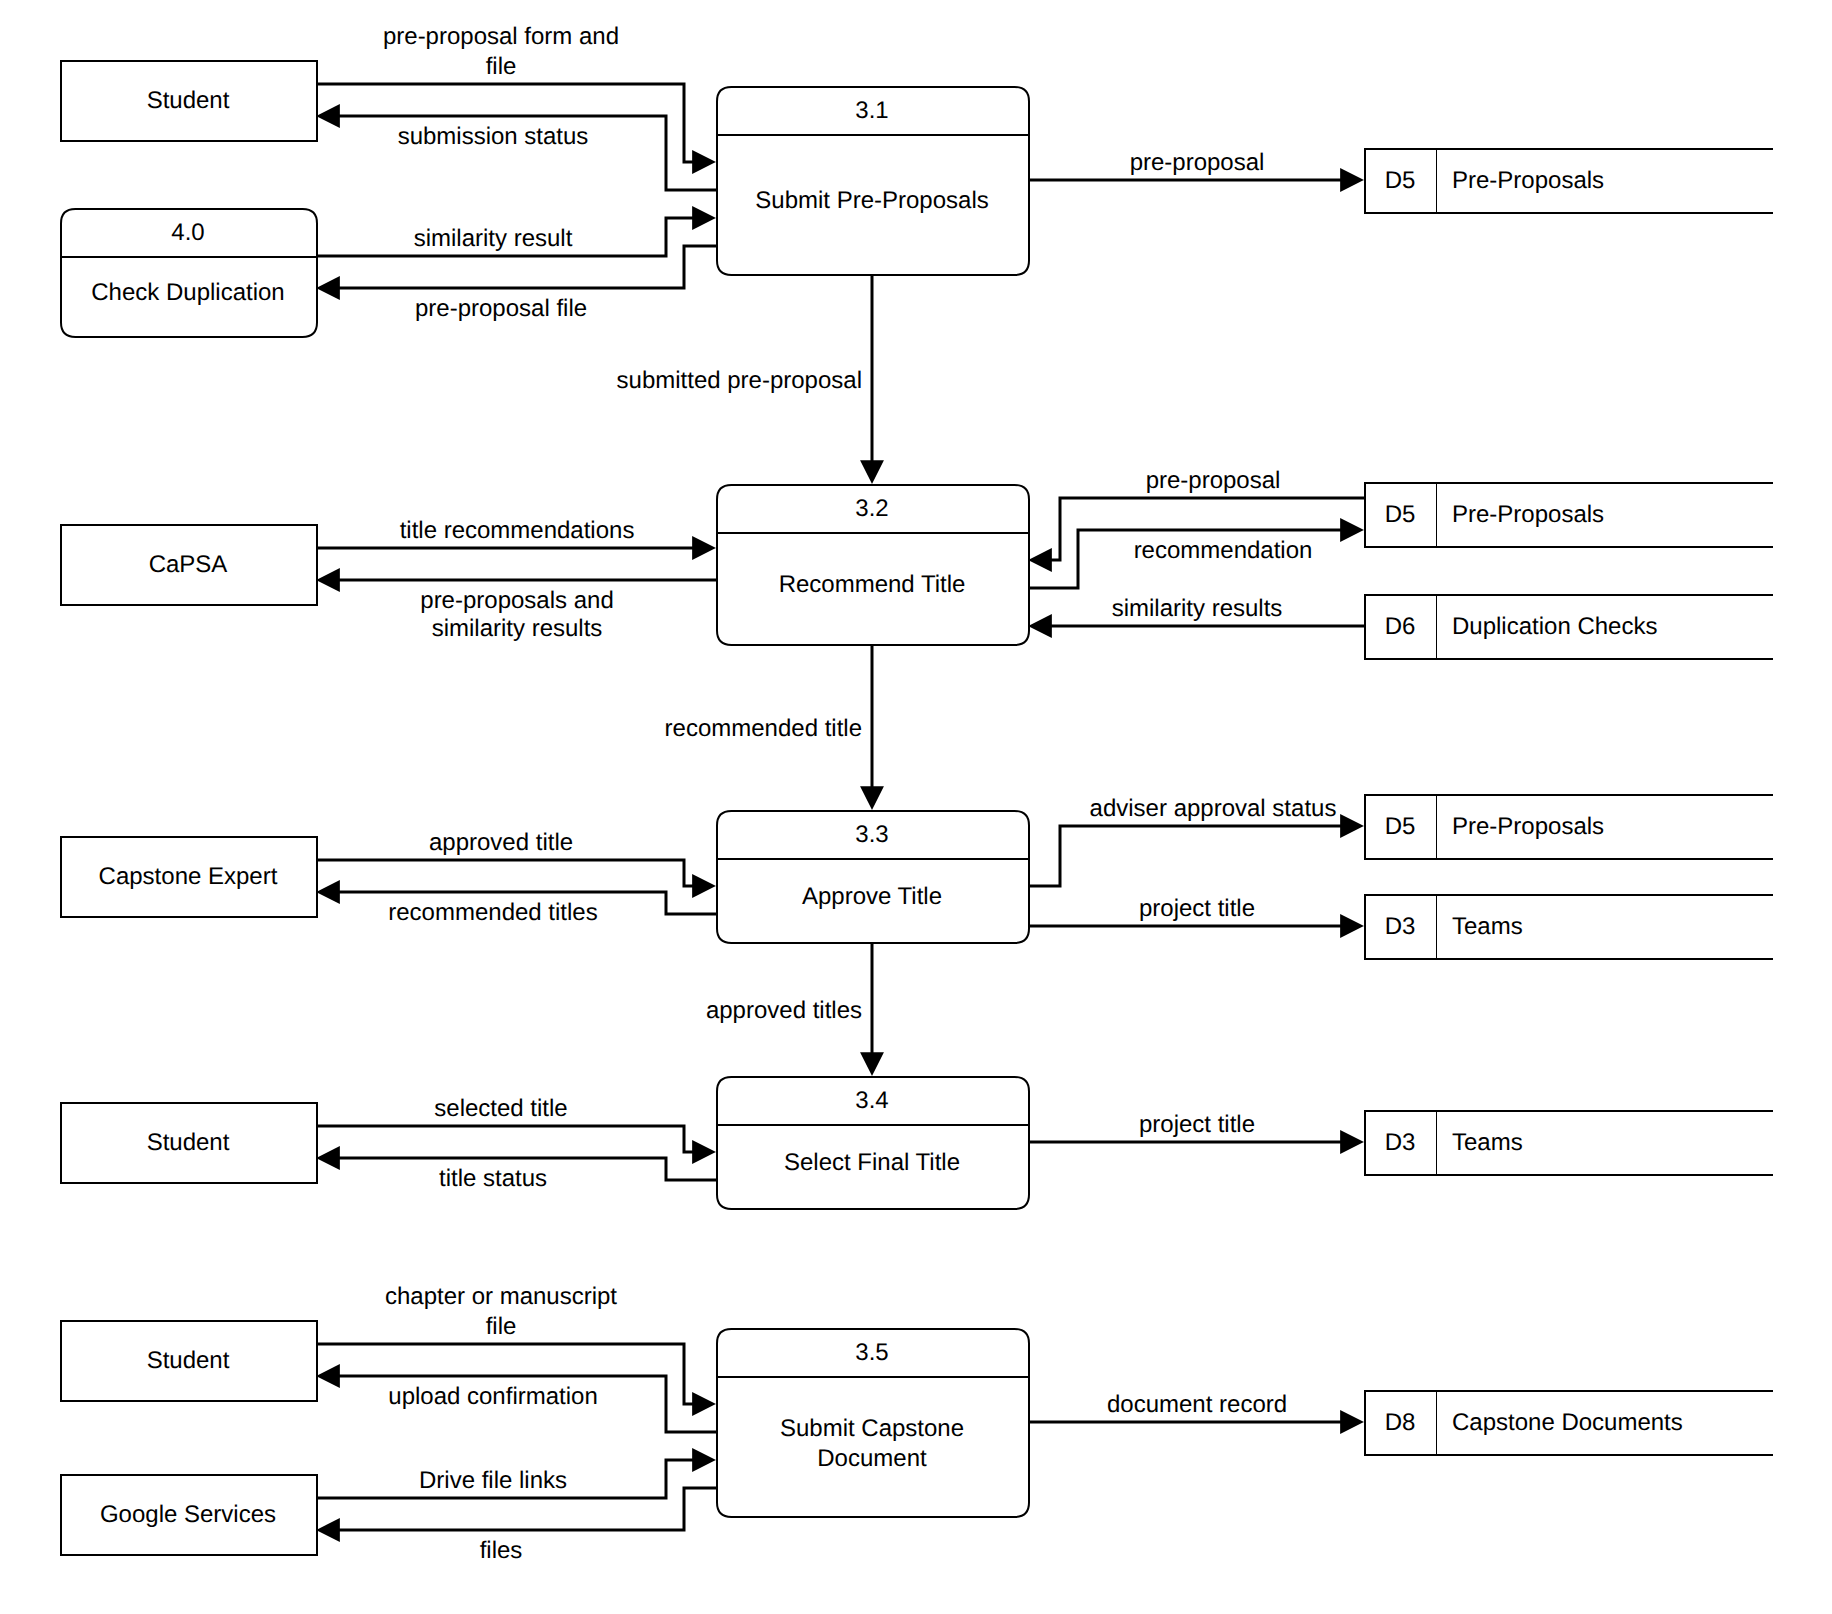 pre-proposal form and
file
Student
submission status
3.1
Submit Pre-Proposals
pre-proposal
D5 Pre-Proposals
4.0
Check Duplication
similarity result
pre-proposal file
submitted pre-proposal
3.2
Recommend Title
CaPSA
title recommendations
pre-proposals and
similarity results
pre-proposal
D5 Pre-Proposals
recommendation
similarity results
D6 Duplication Checks
recommended title
3.3
Approve Title
Capstone Expert
approved title
recommended titles
adviser approval status
D5 Pre-Proposals
project title
D3 Teams
approved titles
3.4
Select Final Title
Student
selected title
title status
project title
D3 Teams
chapter or manuscript
file
Student
upload confirmation
3.5
Submit Capstone
Document
document record
D8 Capstone Documents
Google Services
Drive file links
files